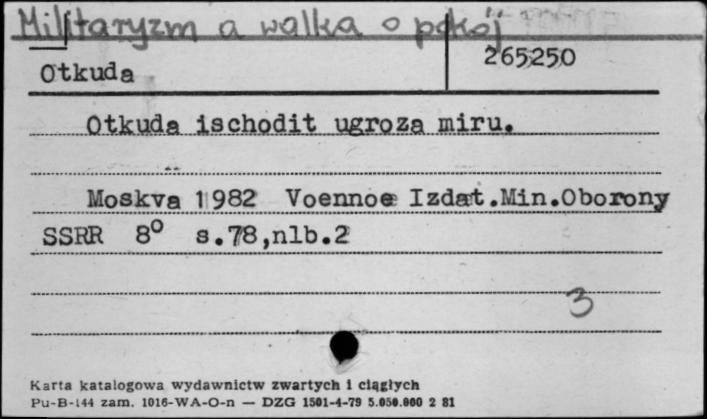 Militaryzm a walka o pokój
265250
Otkuda
Otkuda ischodit ugroza miru.
Moskva 1982 Voennoe Izdat.Min.Oborony
SSRR 8° s.78,nlb.2
3
Karta katalogowa wydawnictw zwartych i ciągłych
Pu-B-144 zam. 1016-WA-O-n — DZG 1501-4-79 5.050.000 2 81